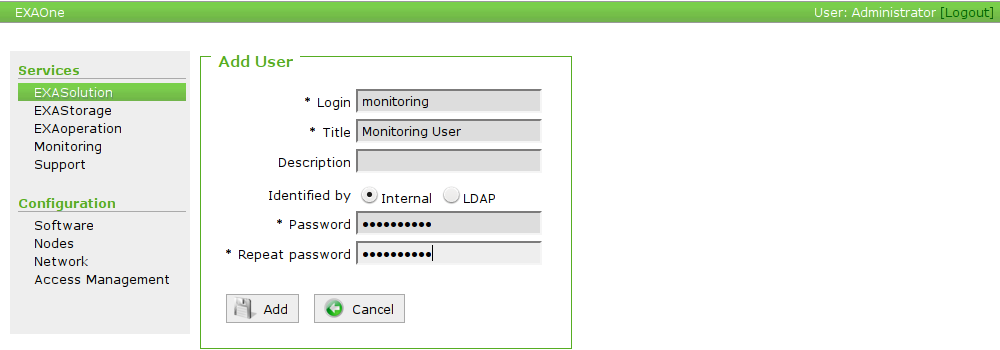 EXAOne User: Administrator [Logout]
Services
EXASolution
EXAStorage
EXAoperation
Monitoring
Support
Configuration
Software
Nodes
Network
Access Management
Add User
* Login monitoring
* Title Monitoring User
Description
Identified by Internal LDAP
* Password ••••••••••
* Repeat password ••••••••••
Add Cancel